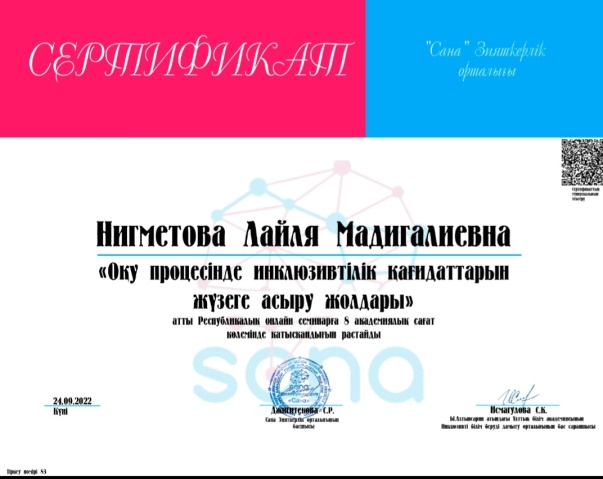 СЕРТИФИКАТ
"Сана" Зияткерлік
орталығы
Нигметова Лайля Мадигалиевна
«Оқу процесінде инклюзивтілік қағидаттарын
жүзеге асыру жолдары»
атты Республикалық онлайн семинарға 8 академиялық сағат
көлемінде қатысқандығын растайды
sana
24.09.2022
Күні
С.Р.
Сана Зияткерлік орталығының
басшысы
Исмагулова С.К.
Ы.Алтынсарин атындағы Ұлттық білім академиясының
Инклюзивті білім беруді дамыту орталығының бас сарапшысы
Тіркеу нөмірі 83